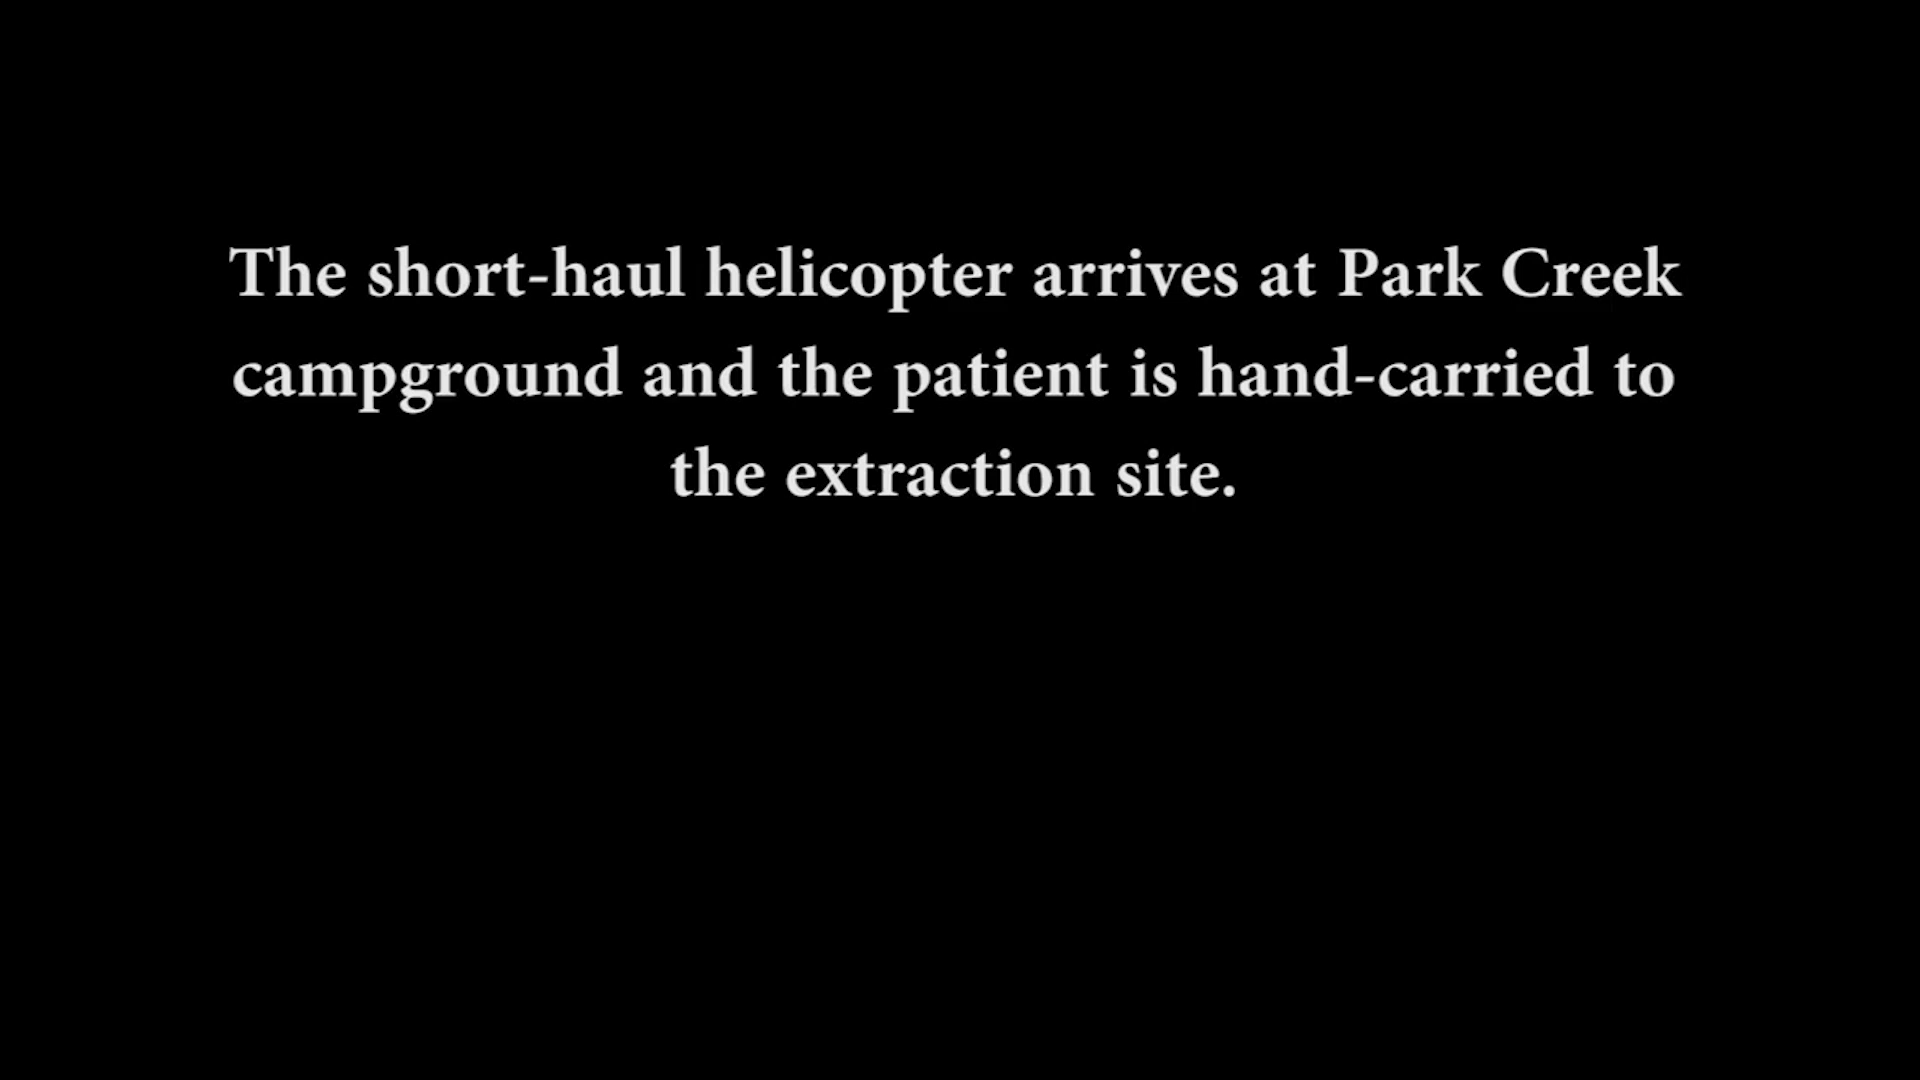 The short-haul helicopter arrives at Park Creek
campground and the patient is hand-carried to
the extraction site.